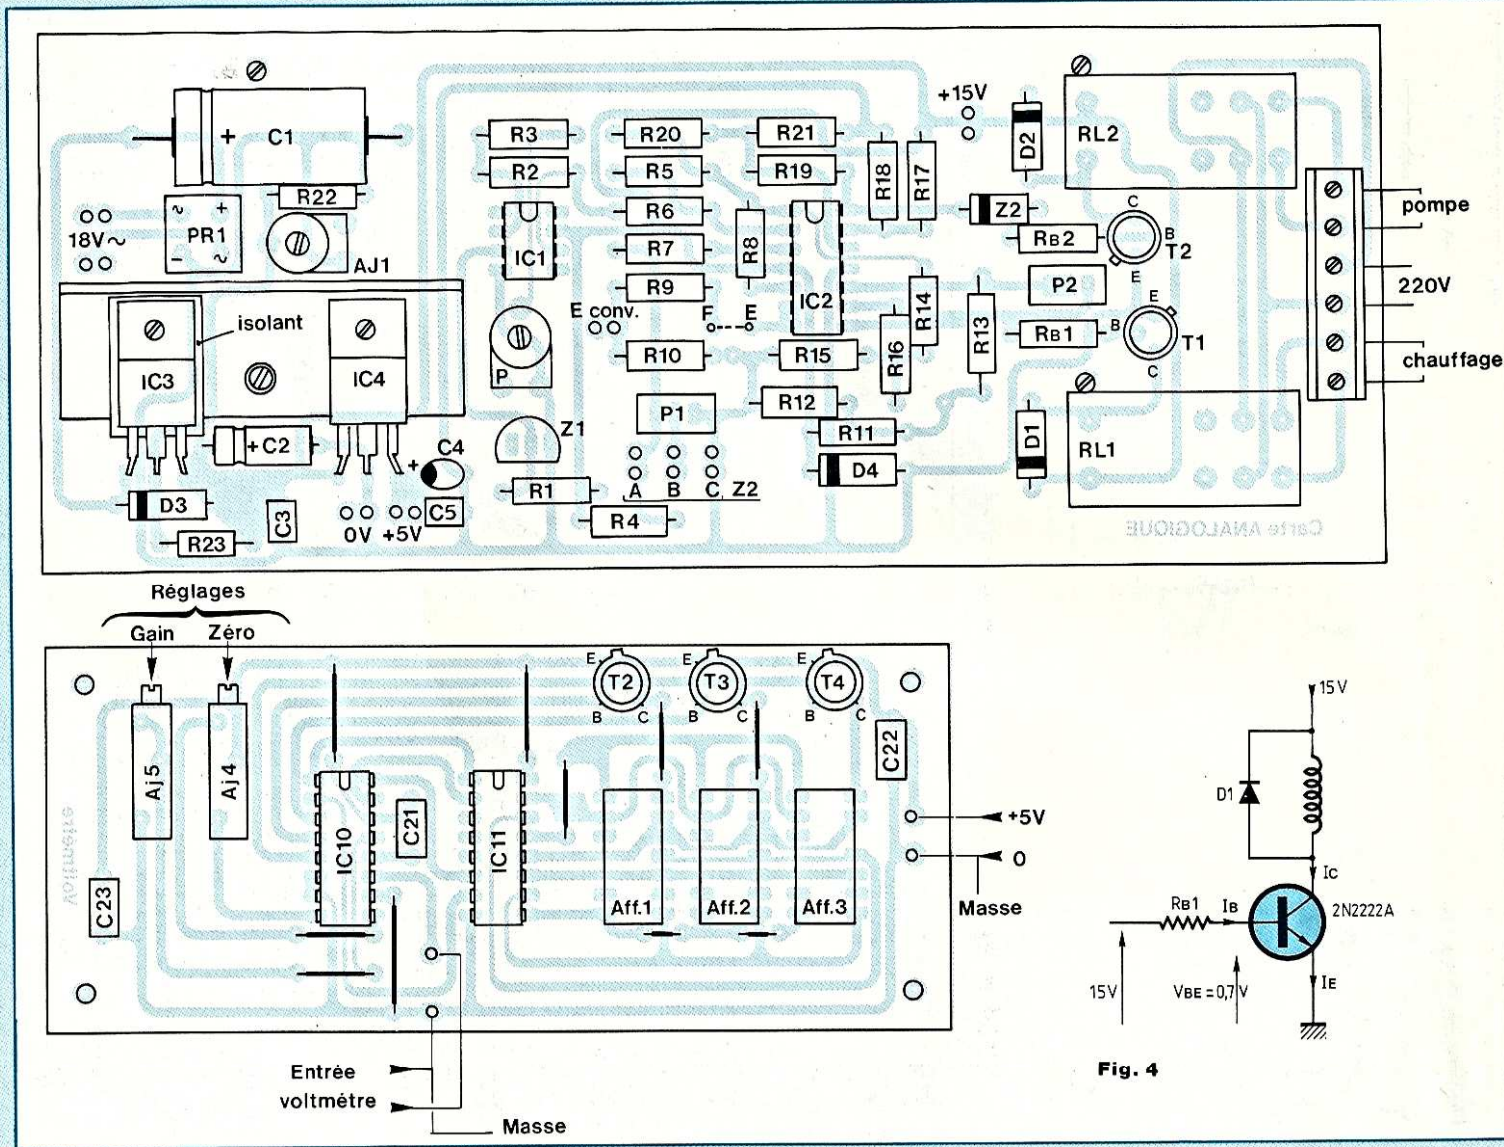 C1
+
R3
R20
R21
+15V
D2
RL2
R2
R5
R19
R18
R17
R22
18V~
PR1
+
-
~
~
AJ1
R6
R8
Z2
RB2
C
B
E
T2
pompe
IC1
R7
IC2
R9
R14
R13
P2
220V
isolant
E conv.
F
E
IC3
IC4
P
R10
R15
R16
RB1
B
E
C
T1
chauffage
P1
R12
+C2
+
C4
Z1
R11
D1
RL1
D4
D3
C3
C5
R1
A
B
C
Z2
R4
R23
0V
+5V
Carte ANALOGIQUE
Réglages
Gain
Zéro
E
T2
B
C
E
T3
B
C
E
T4
B
C
C22
Aj5
Aj4
voltmetre
IC10
C21
IC11
C23
Aff.1
Aff.2
Aff.3
+5V
0
Masse
Entrée
voltmétre
Masse
15V
D1
IC
RB1
IB
2N2222A
15V
VBE=0,7V
IE
Fig. 4